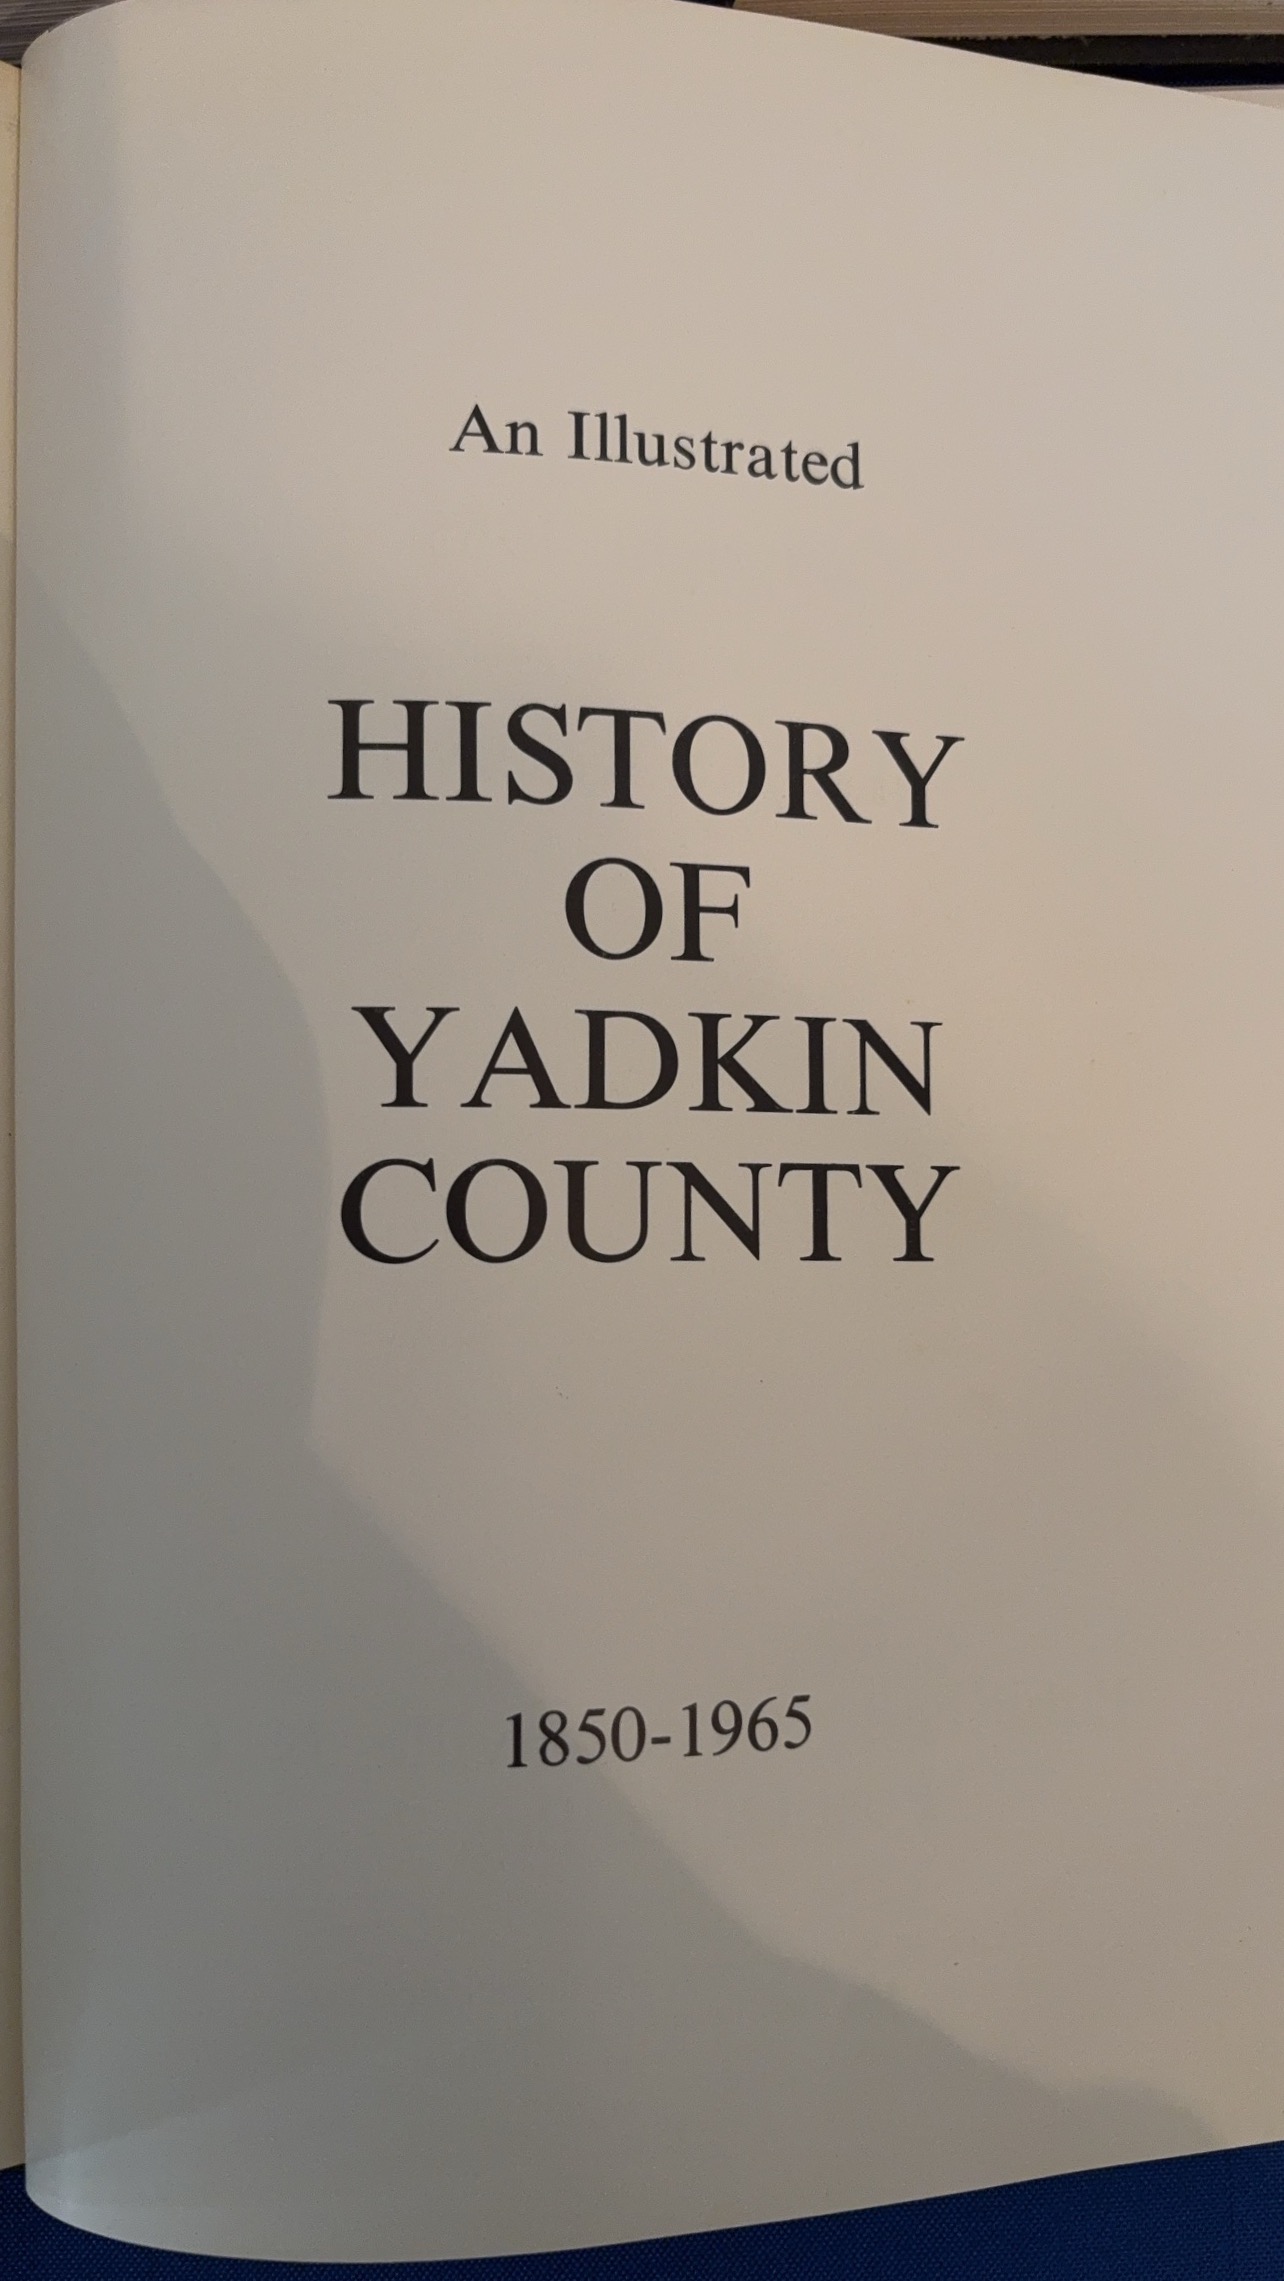 An Illustrated
HISTORY
OF
YADKIN
COUNTY
1850-1965